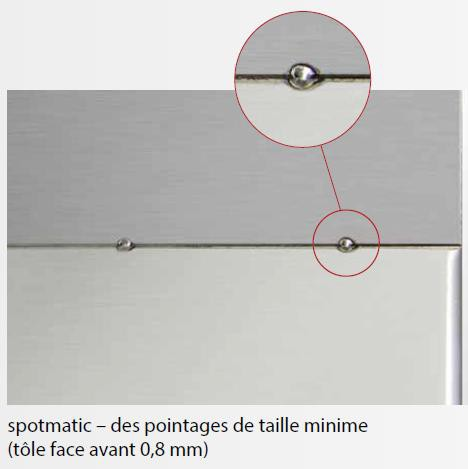 spotmatic – des pointages de taille minime
(tôle face avant 0,8 mm)